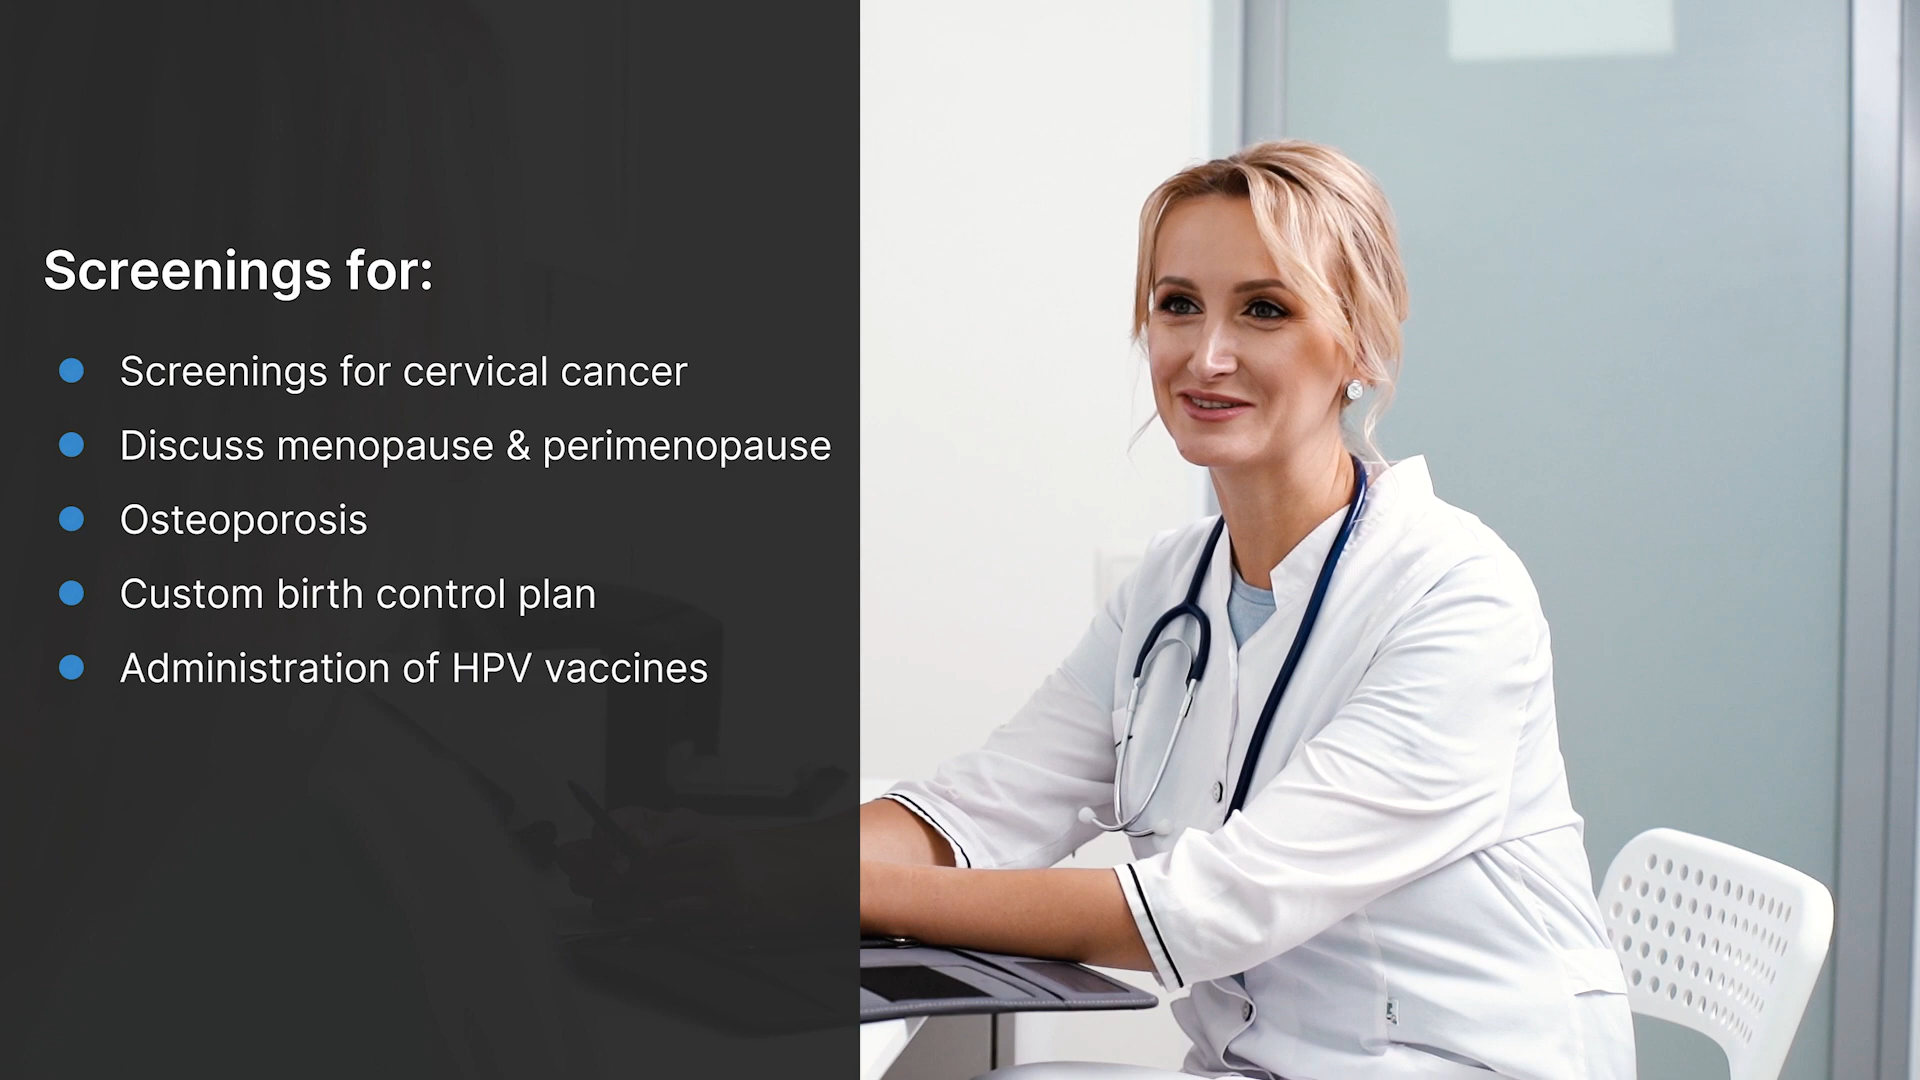 Screenings for:
Screenings for cervical cancer
Discuss menopause & perimenopause
Osteoporosis
Custom birth control plan
Administration of HPV vaccines